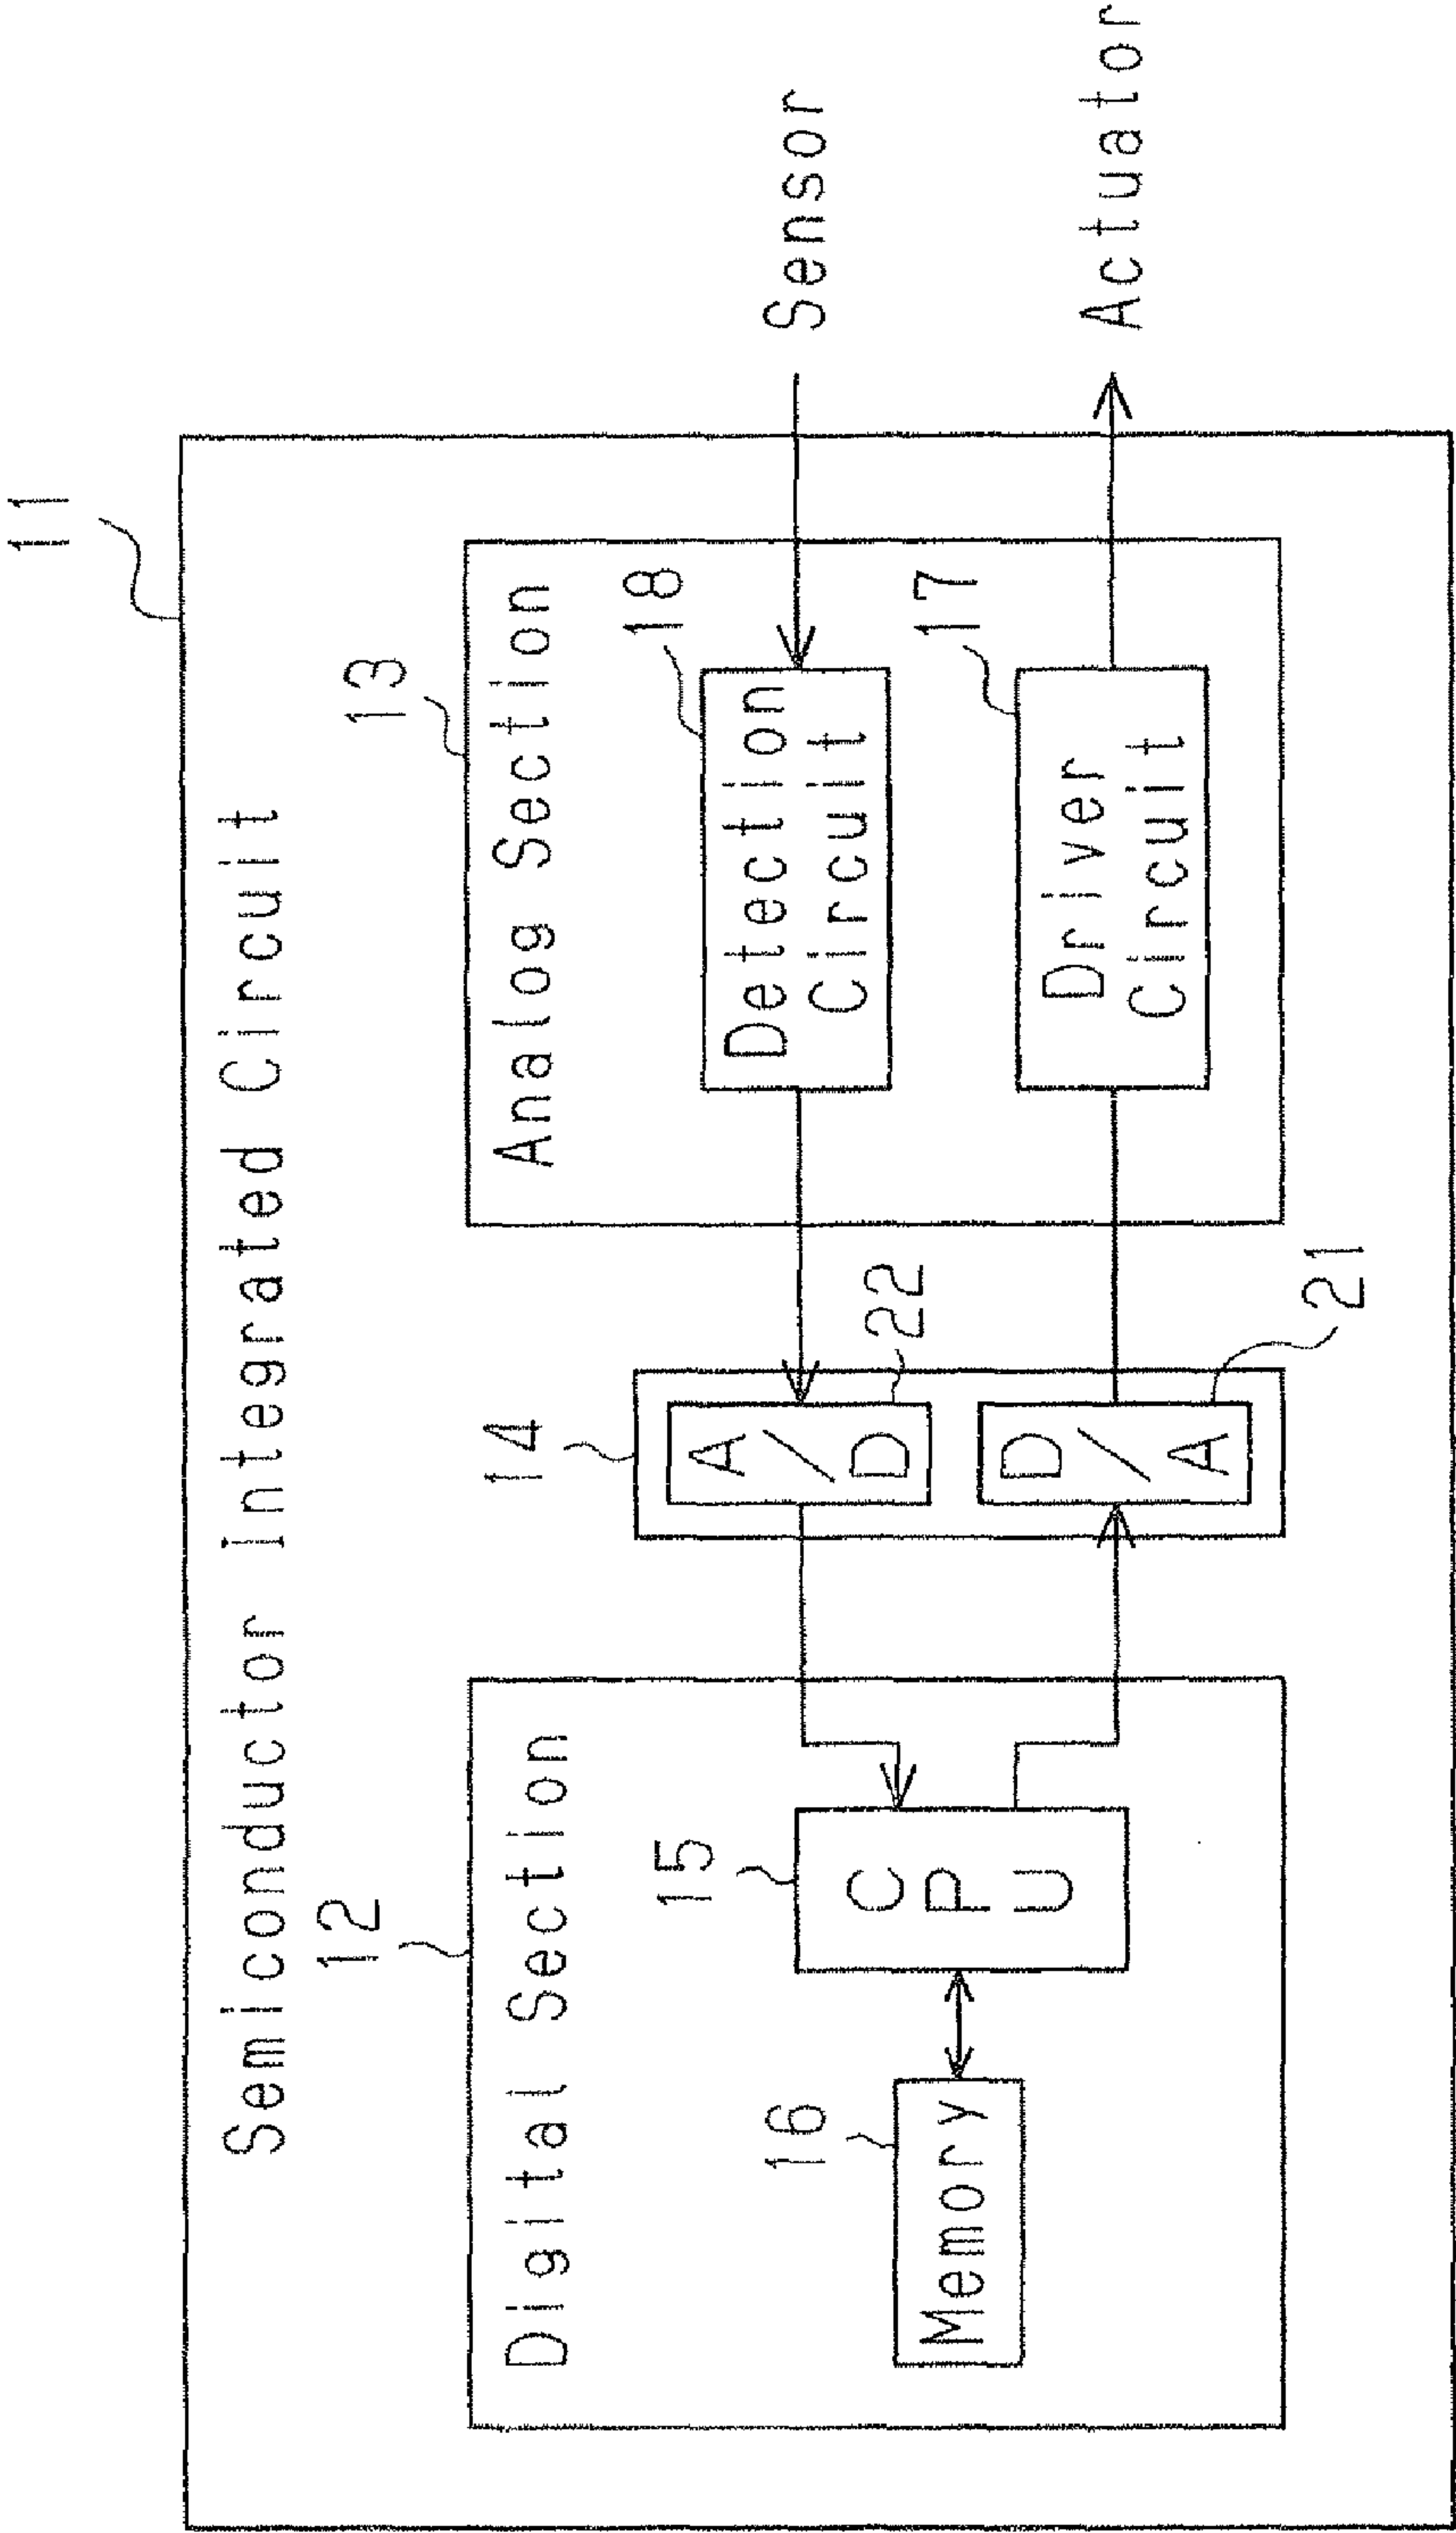 11
Semiconductor Integrated Circuit
12
13
Digital Section
Analog Section
14
15
18
16
Memory
C
P
U
A
/
D
22
Detection
Circuit
Sensor
D
/
A
21
17
Driver
Circuit
Actuator